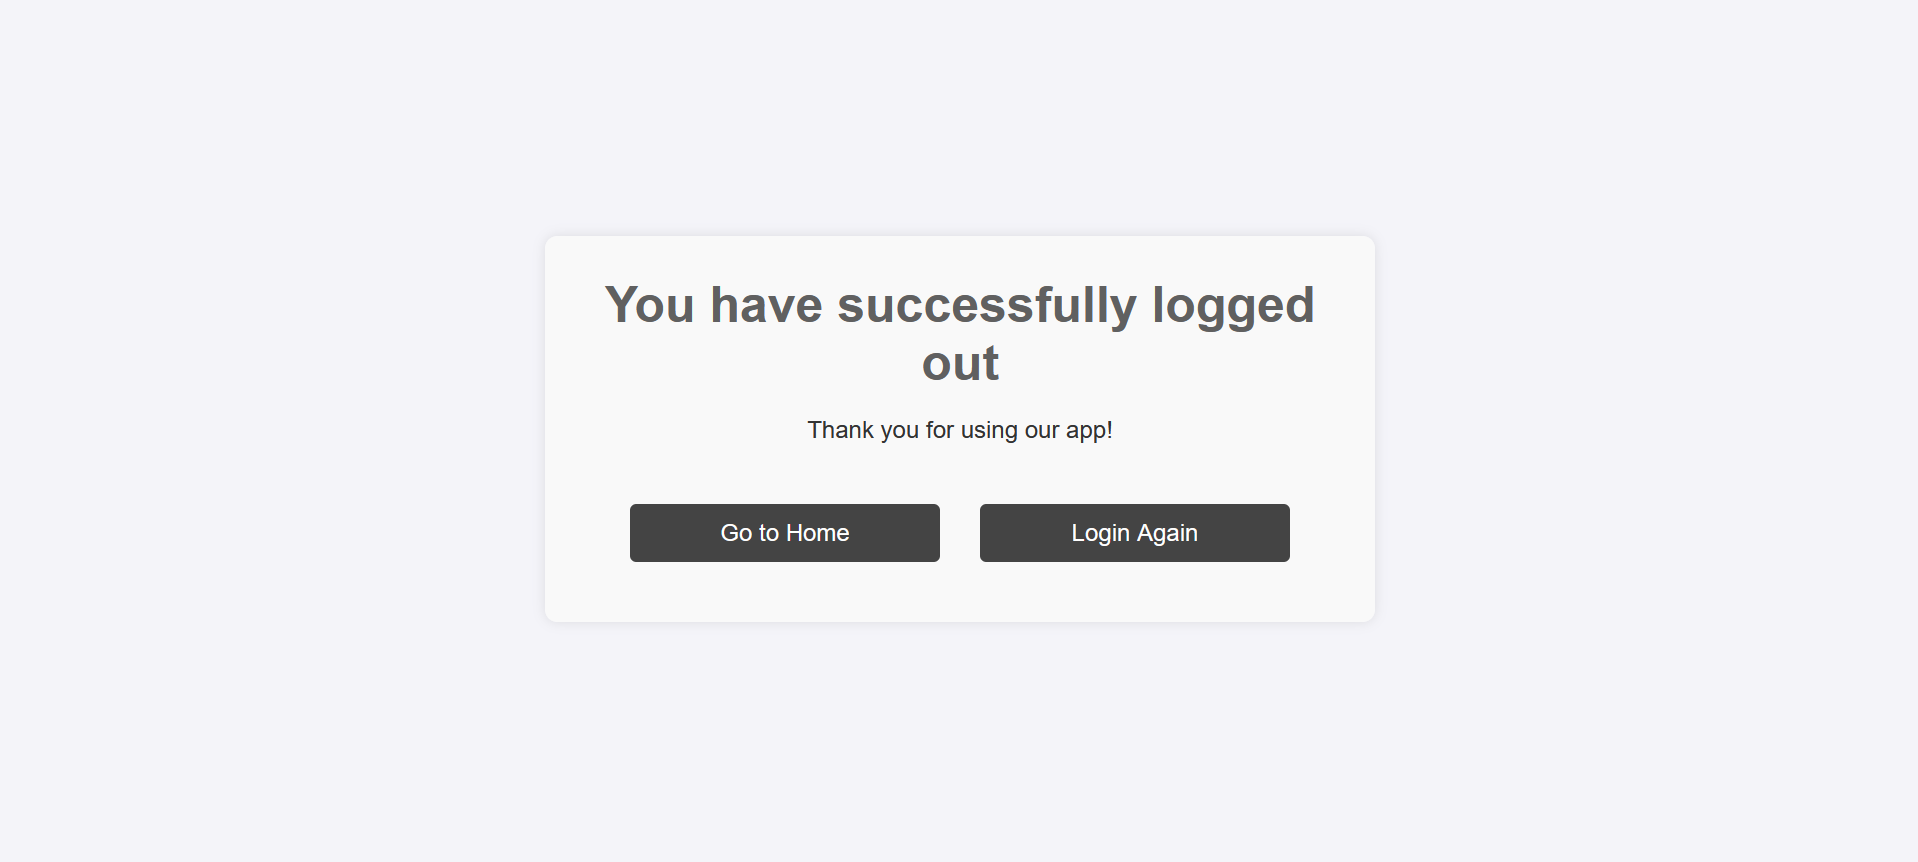 You have successfully logged
out
Thank you for using our app!
Go to Home
Login Again